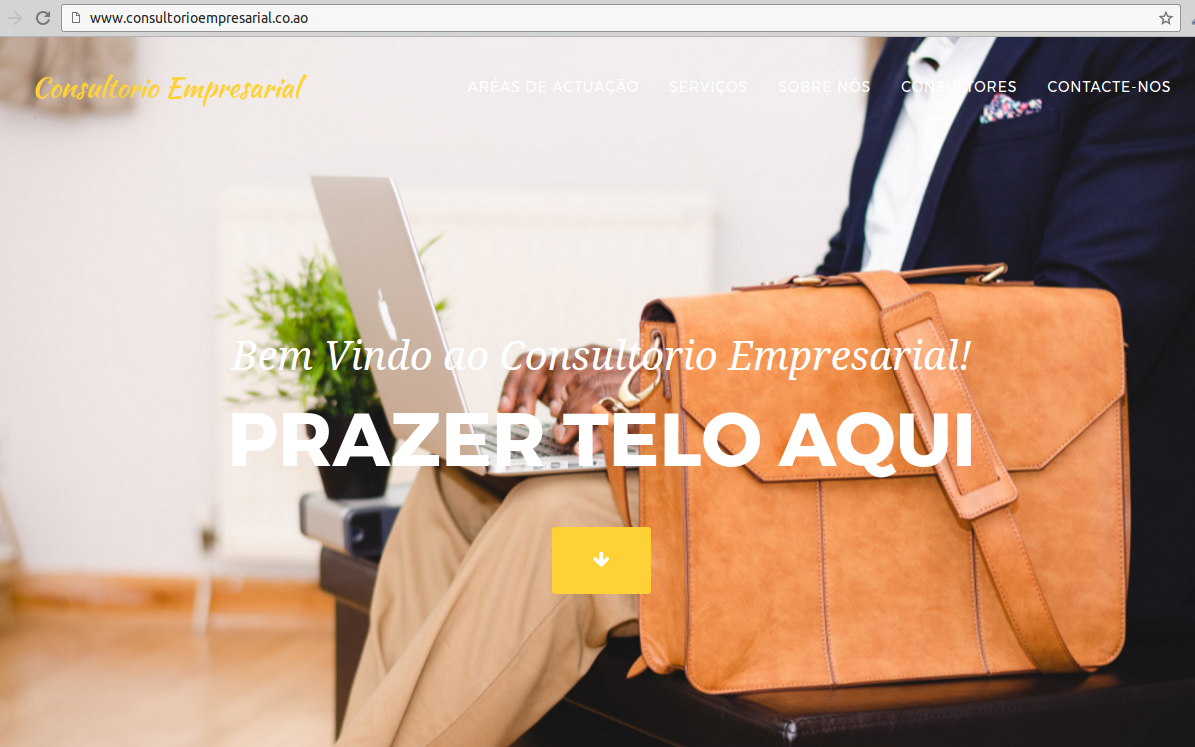 www.consultorioempresarial.co.ao
Consultorio Empresarial
ARÉAS DE ACTUAÇÃO SERVIÇOS SOBRE NÓS CONSULTORES CONTACTE-NOS
Bem Vindo ao Consultorio Empresarial!
PRAZER TELO AQUI